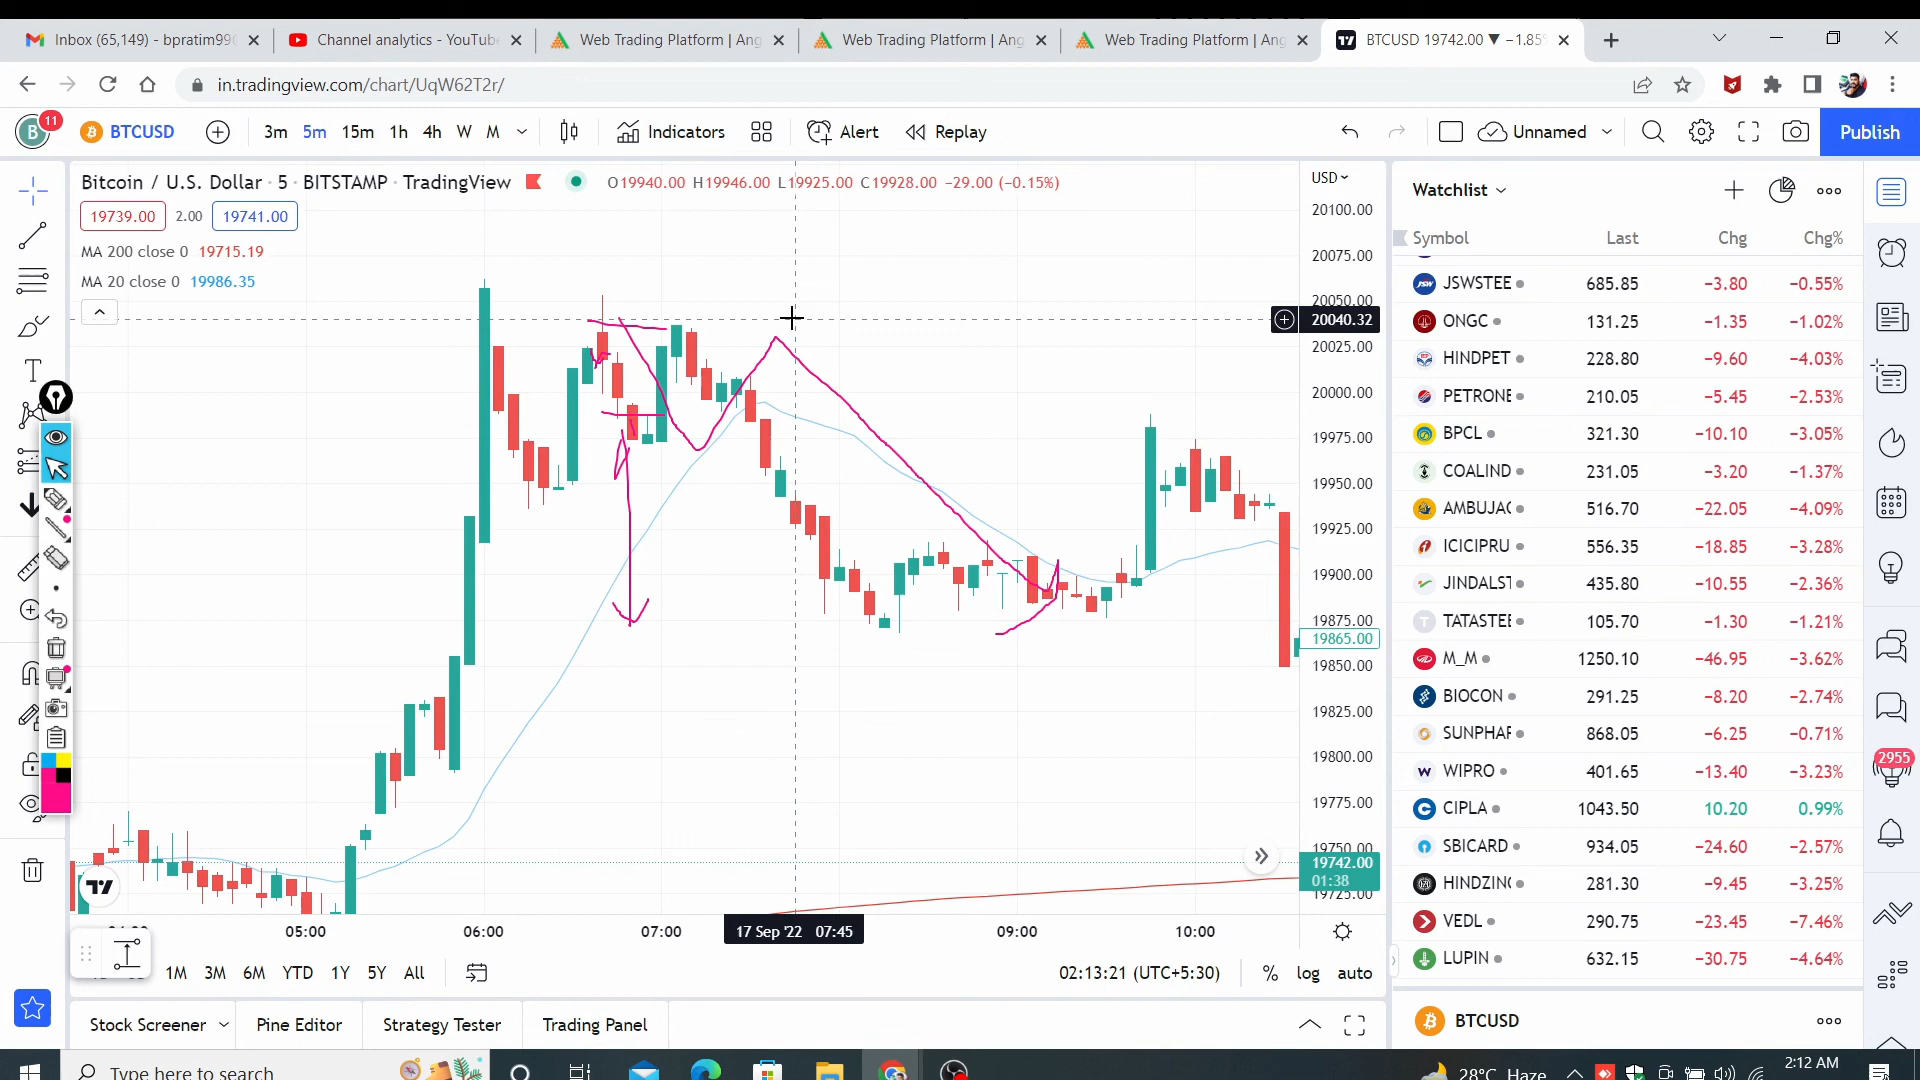 Inbox (65,149) - bpratim99
Channel analytics - YouTube
Web Trading Platform | Ang
Web Trading Platform | Ang
Web Trading Platform | Ang
BTCUSD 19742.00 ▼ −1.85%
in.tradingview.com/chart/UqW62T2r/
B 11
BTCUSD 3m 5m 15m 1h 4h W M Indicators Alert Replay Unnamed Publish
Bitcoin / U.S. Dollar · 5 · BITSTAMP · TradingView O19940.00 H19946.00 L19925.00 C19928.00 −29.00 (−0.15%)
19739.00 2.00 19741.00
MA 200 close 0 19715.19
MA 20 close 0 19986.35
USD
20100.00
20075.00
20050.00
20040.32
20025.00
20000.00
19975.00
19950.00
19925.00
19900.00
19875.00
19865.00
19850.00
19825.00
19800.00
19775.00
19750.00
19742.00
01:38
19725.00
05:00 06:00 07:00 17 Sep '22 07:45 09:00 10:00
1M 3M 6M YTD 1Y 5Y All
02:13:21 (UTC+5:30) % log auto
Stock Screener Pine Editor Strategy Tester Trading Panel
Watchlist
Symbol Last Chg Chg%
JSWSTEE 685.85 −3.80 −0.55%
ONGC 131.25 −1.35 −1.02%
HINDPET 228.80 −9.60 −4.03%
PETRONE 210.05 −5.45 −2.53%
BPCL 321.30 −10.10 −3.05%
COALIND 231.05 −3.20 −1.37%
AMBUJAC 516.70 −22.05 −4.09%
ICICIPRU 556.35 −18.85 −3.28%
JINDALST 435.80 −10.55 −2.36%
TATASTEE 105.70 −1.30 −1.21%
M_M 1250.10 −46.95 −3.62%
BIOCON 291.25 −8.20 −2.74%
SUNPHAR 868.05 −6.25 −0.71%
WIPRO 401.65 −13.40 −3.23%
CIPLA 1043.50 10.20 0.99%
SBICARD 934.05 −24.60 −2.57%
HINDZINC 281.30 −9.45 −3.25%
VEDL 290.75 −23.45 −7.46%
LUPIN 632.15 −30.75 −4.64%
BTCUSD
2955
Type here to search
28°C Haze
2:12 AM